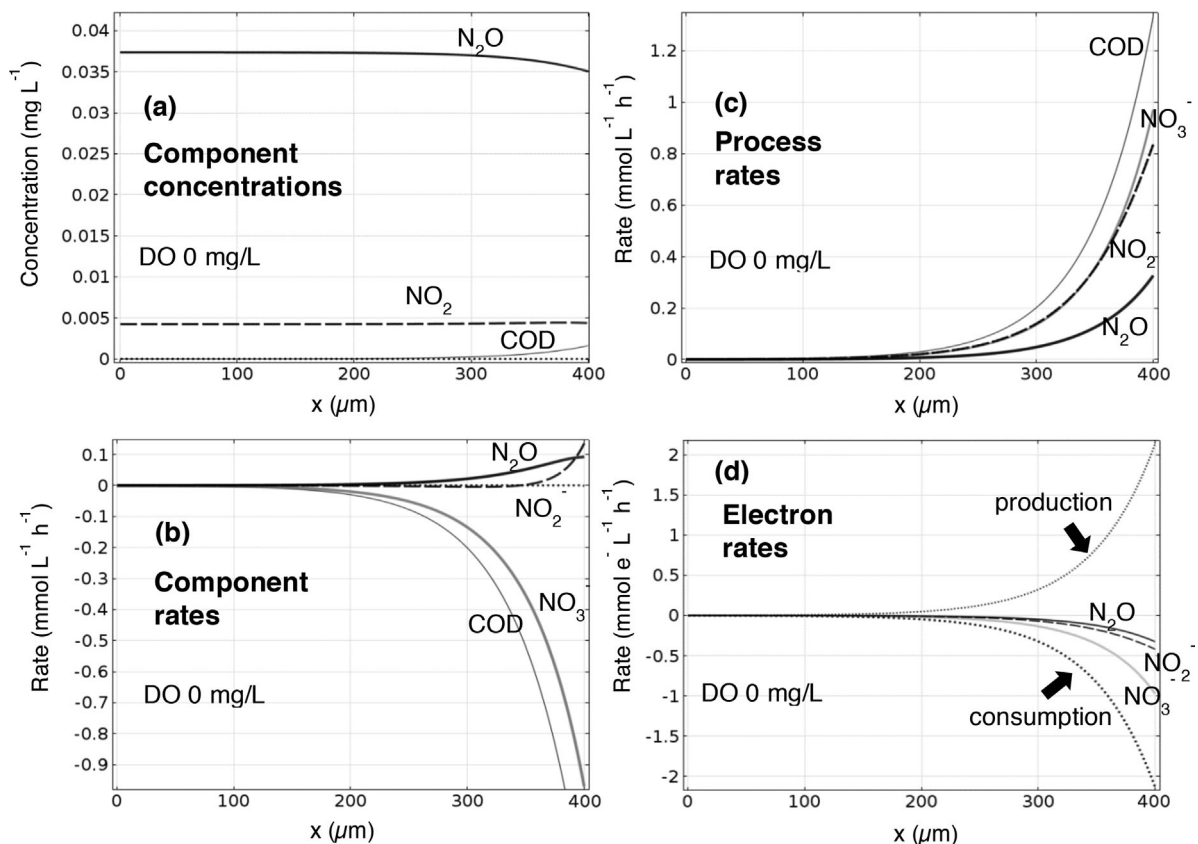 0.04
0.035
0.03
0.025
0.02
0.015
0.01
0.005
0
Concentration (mg L⁻¹)
N₂O
(a)
Component
concentrations
DO 0 mg/L
NO₂
COD
0 100 200 300 400
x (µm)
1.2
1
0.8
0.6
0.4
0.2
0
Rate (mmol L⁻¹ h⁻¹)
COD
(c)
Process
rates
NO₃⁻
DO 0 mg/L
NO₂⁻
N₂O
0 100 200 300 400
x (µm)
0.1
0
-0.1
-0.2
-0.3
-0.4
-0.5
-0.6
-0.7
-0.8
-0.9
Rate (mmol L⁻¹ h⁻¹)
N₂O
NO₂⁻
(b)
Component
rates
NO₃⁻
COD
DO 0 mg/L
0 100 200 300 400
x (µm)
2
1.5
1
0.5
0
-0.5
-1
-1.5
-2
Rate (mmol e⁻ L⁻¹ h⁻¹)
(d)
Electron
rates
production
N₂O
NO₂⁻
NO₃⁻
DO 0 mg/L
consumption
0 100 200 300 400
x (µm)